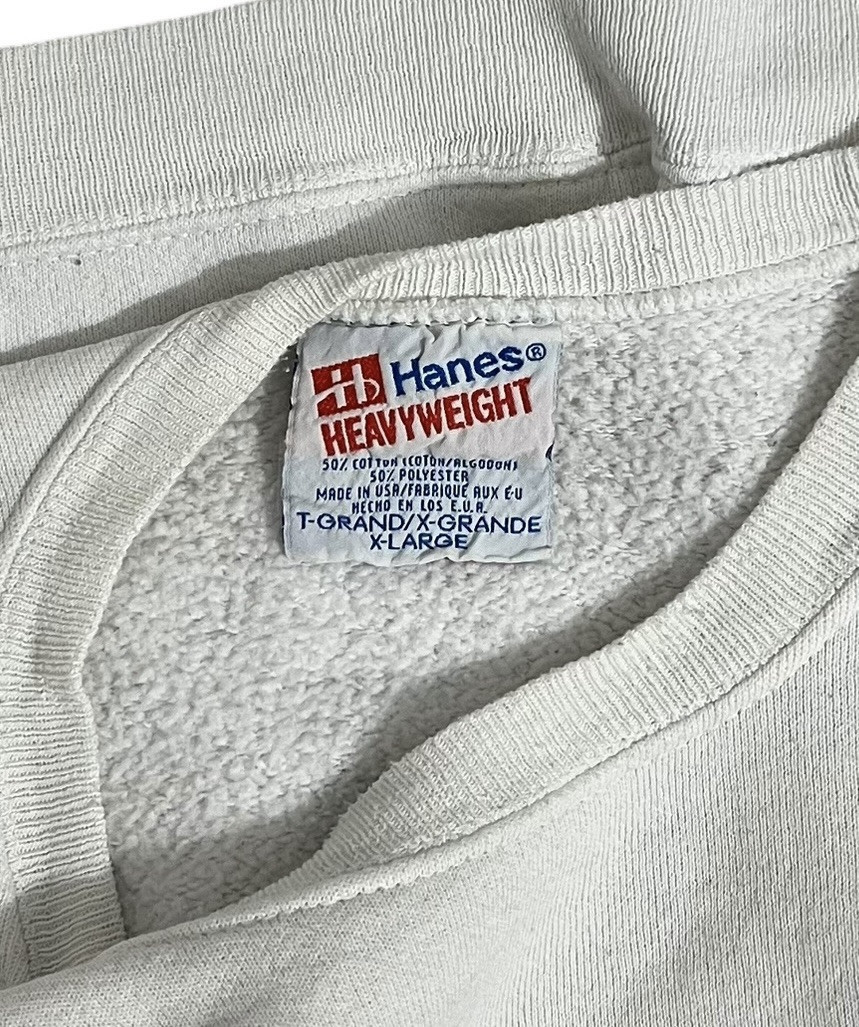 Hb Hanes®
HEAVYWEIGHT
50% COTTON (COTON/ALGODON)
50% POLYESTER
MADE IN USA/FABRIQUE AUX E·U
HECHO EN LOS E.U.A.
T-GRAND/X-GRANDE
X-LARGE